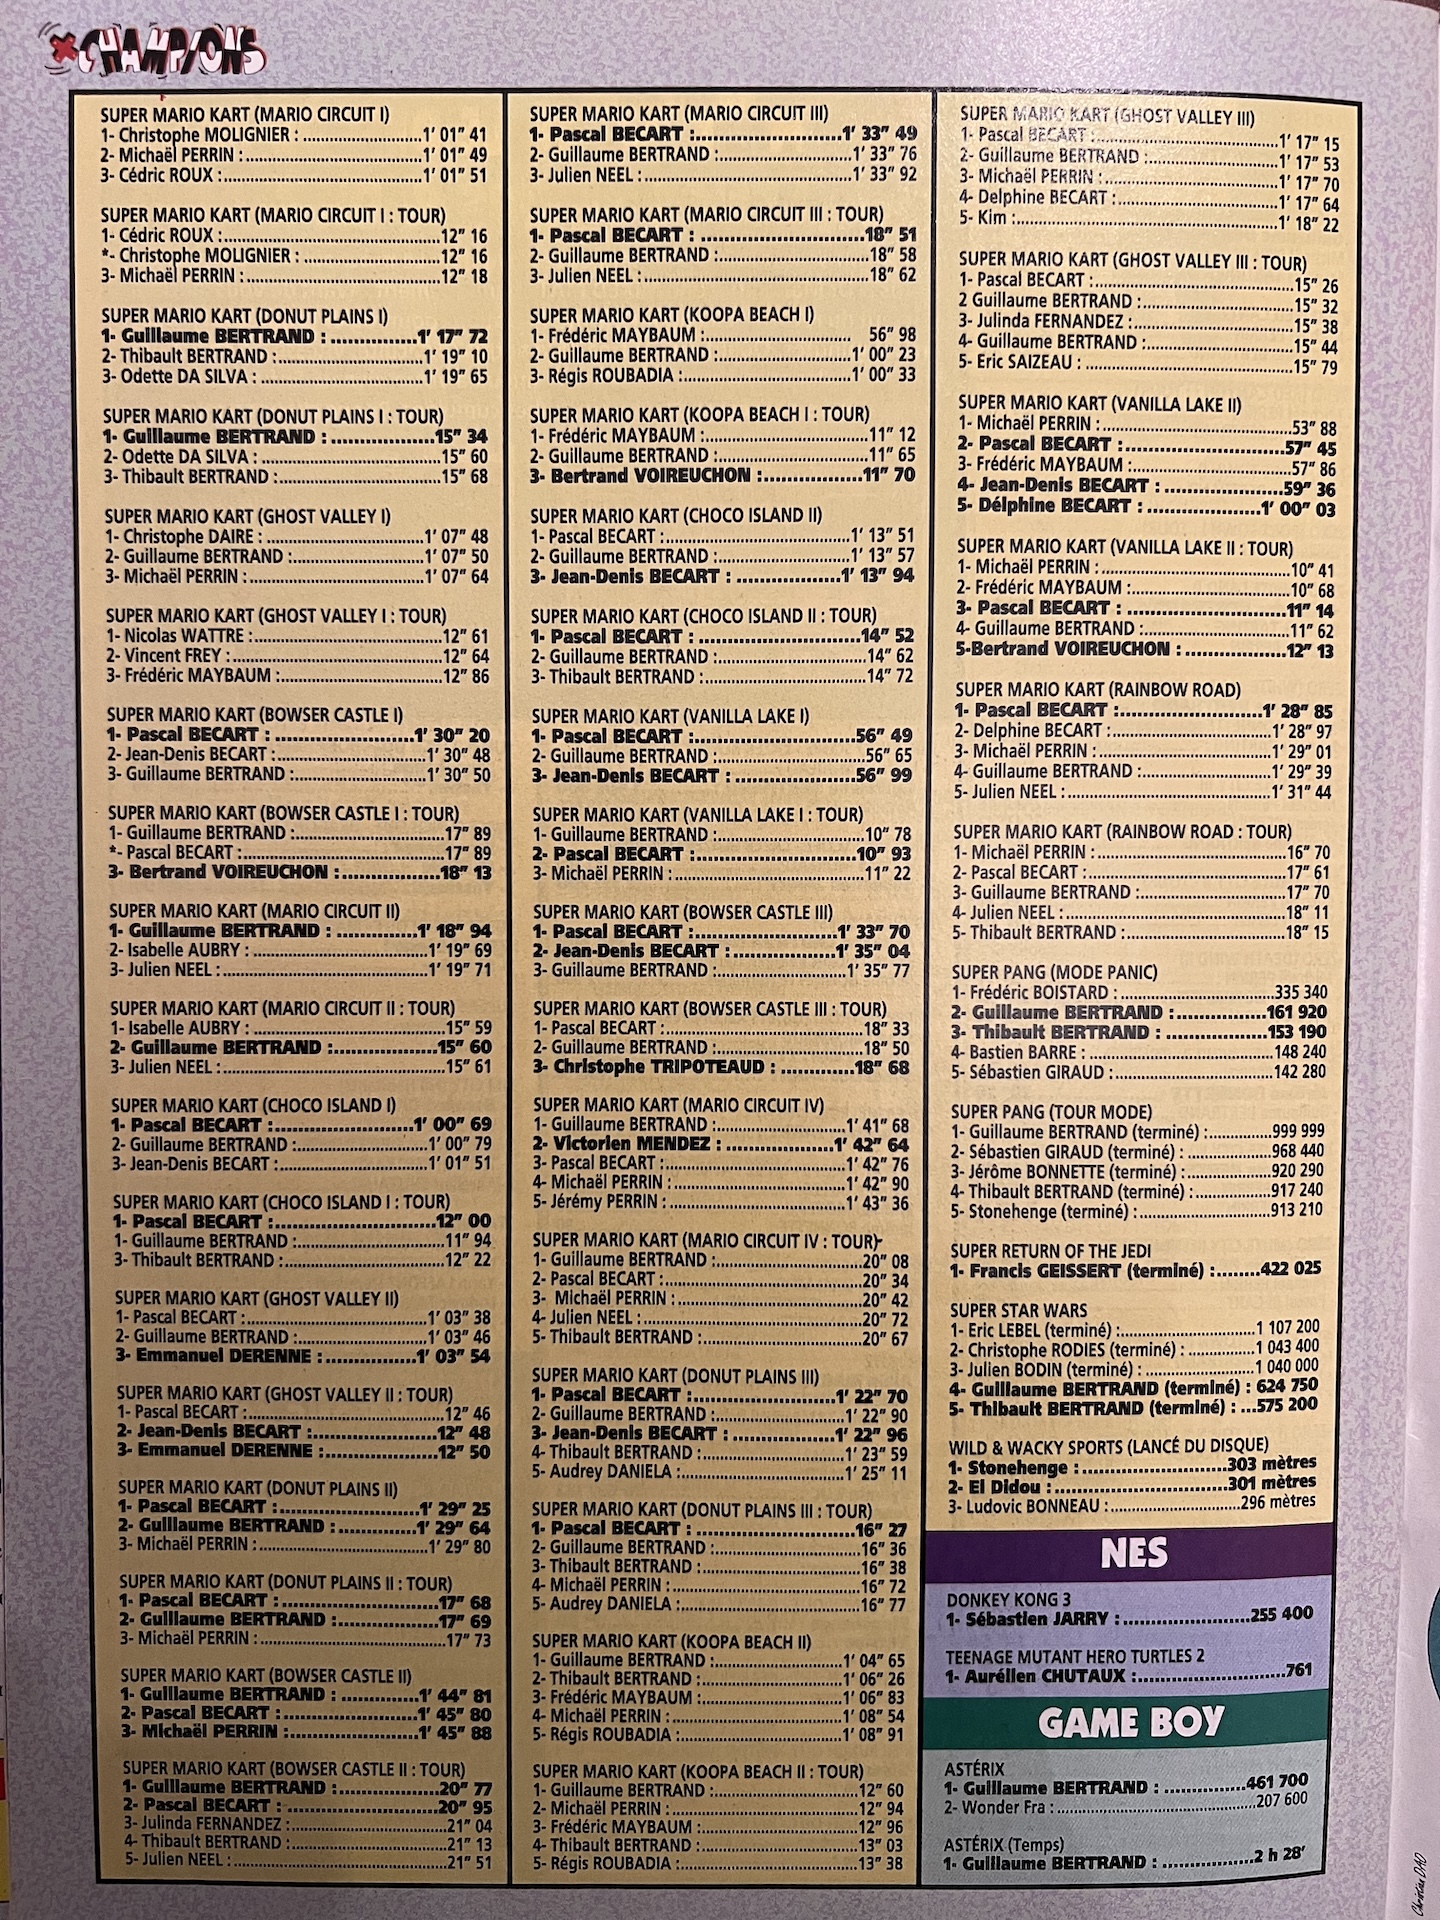 CHAMPIONS
SUPER MARIO KART (MARIO CIRCUIT I)
1- Christophe MOLIGNIER : 1' 01" 41
2- Michaël PERRIN : 1' 01" 49
3- Cédric ROUX : 1' 01" 51
SUPER MARIO KART (MARIO CIRCUIT I : TOUR)
1- Cédric ROUX : 12" 16
*- Christophe MOLIGNIER : 12" 16
3- Michaël PERRIN : 12" 18
SUPER MARIO KART (DONUT PLAINS I)
1- Guillaume BERTRAND : 1' 17" 72
2- Thibault BERTRAND : 1' 19" 10
3- Odette DA SILVA : 1' 19" 65
SUPER MARIO KART (DONUT PLAINS I : TOUR)
1- Guillaume BERTRAND : 15" 34
2- Odette DA SILVA : 15" 60
3- Thibault BERTRAND : 15" 68
SUPER MARIO KART (GHOST VALLEY I)
1- Christophe DAIRE : 1' 07" 48
2- Guillaume BERTRAND : 1' 07" 50
3- Michaël PERRIN : 1' 07" 64
SUPER MARIO KART (GHOST VALLEY I : TOUR)
1- Nicolas WATTRE : 12" 61
2- Vincent FREY : 12" 64
3- Frédéric MAYBAUM : 12" 86
SUPER MARIO KART (BOWSER CASTLE I)
1- Pascal BECART : 1' 30" 20
2- Jean-Denis BECART : 1' 30" 48
3- Guillaume BERTRAND : 1' 30" 50
SUPER MARIO KART (BOWSER CASTLE I : TOUR)
1- Guillaume BERTRAND : 17" 89
*- Pascal BECART : 17" 89
3- Bertrand VOIREUCHON : 18" 13
SUPER MARIO KART (MARIO CIRCUIT II)
1- Guillaume BERTRAND : 1' 18" 94
2- Isabelle AUBRY : 1' 19" 69
3- Julien NEEL : 1' 19" 71
SUPER MARIO KART (MARIO CIRCUIT II : TOUR)
1- Isabelle AUBRY : 15" 59
2- Guillaume BERTRAND : 15" 60
3- Julien NEEL : 15" 61
SUPER MARIO KART (CHOCO ISLAND I)
1- Pascal BECART : 1' 00" 69
2- Guillaume BERTRAND : 1' 00" 79
3- Jean-Denis BECART : 1' 01" 51
SUPER MARIO KART (CHOCO ISLAND I : TOUR)
1- Pascal BECART : 12" 00
1- Guillaume BERTRAND : 11" 94
3- Thibault BERTRAND : 12" 22
SUPER MARIO KART (GHOST VALLEY II)
1- Pascal BECART : 1' 03" 38
2- Guillaume BERTRAND : 1' 03" 46
3- Emmanuel DERENNE : 1' 03" 54
SUPER MARIO KART (GHOST VALLEY II : TOUR)
1- Pascal BECART : 12" 46
2- Jean-Denis BECART : 12" 48
3- Emmanuel DERENNE : 12" 50
SUPER MARIO KART (DONUT PLAINS II)
1- Pascal BECART : 1' 29" 25
2- Guillaume BERTRAND : 1' 29" 64
3- Michaël PERRIN : 1' 29" 80
SUPER MARIO KART (DONUT PLAINS II : TOUR)
1- Pascal BECART : 17" 68
2- Guillaume BERTRAND : 17" 69
3- Michaël PERRIN : 17" 73
SUPER MARIO KART (BOWSER CASTLE II)
1- Guillaume BERTRAND : 1' 44" 81
2- Pascal BECART : 1' 45" 80
3- Michaël PERRIN : 1' 45" 88
SUPER MARIO KART (BOWSER CASTLE II : TOUR)
1- Guillaume BERTRAND : 20" 77
2- Pascal BECART : 20" 95
3- Julinda FERNANDEZ : 21" 04
4- Thibault BERTRAND : 21" 13
5- Julien NEEL : 21" 51
SUPER MARIO KART (MARIO CIRCUIT III)
1- Pascal BECART : 1' 33" 49
2- Guillaume BERTRAND : 1' 33" 76
3- Julien NEEL : 1' 33" 92
SUPER MARIO KART (MARIO CIRCUIT III : TOUR)
1- Pascal BECART : 18" 51
2- Guillaume BERTRAND : 18" 58
3- Julien NEEL : 18" 62
SUPER MARIO KART (KOOPA BEACH I)
1- Frédéric MAYBAUM : 56" 98
2- Guillaume BERTRAND : 1' 00" 23
3- Régis ROUBADIA : 1' 00" 33
SUPER MARIO KART (KOOPA BEACH I : TOUR)
1- Frédéric MAYBAUM : 11" 12
2- Guillaume BERTRAND : 11" 65
3- Bertrand VOIREUCHON : 11" 70
SUPER MARIO KART (CHOCO ISLAND II)
1- Pascal BECART : 1' 13" 51
2- Guillaume BERTRAND : 1' 13" 57
3- Jean-Denis BECART : 1' 13" 94
SUPER MARIO KART (CHOCO ISLAND II : TOUR)
1- Pascal BECART : 14" 52
2- Guillaume BERTRAND : 14" 62
3- Thibault BERTRAND : 14" 72
SUPER MARIO KART (VANILLA LAKE I)
1- Pascal BECART : 56" 49
2- Guillaume BERTRAND : 56" 65
3- Jean-Denis BECART : 56" 99
SUPER MARIO KART (VANILLA LAKE I : TOUR)
1- Guillaume BERTRAND : 10" 78
2- Pascal BECART : 10" 93
3- Michaël PERRIN : 11" 22
SUPER MARIO KART (BOWSER CASTLE III)
1- Pascal BECART : 1' 33" 70
2- Jean-Denis BECART : 1' 35" 04
3- Guillaume BERTRAND : 1' 35" 77
SUPER MARIO KART (BOWSER CASTLE III : TOUR)
1- Pascal BECART : 18" 33
2- Guillaume BERTRAND : 18" 50
3- Christophe TRIPOTEAUD : 18" 68
SUPER MARIO KART (MARIO CIRCUIT IV)
1- Guillaume BERTRAND : 1' 41" 68
2- Victorien MENDEZ : 1' 42" 64
3- Pascal BECART : 1' 42" 76
4- Michaël PERRIN : 1' 42" 90
5- Jérémy PERRIN : 1' 43" 36
SUPER MARIO KART (MARIO CIRCUIT IV : TOUR)
1- Guillaume BERTRAND : 20" 08
2- Pascal BECART : 20" 34
3- Michaël PERRIN : 20" 42
4- Julien NEEL : 20" 72
5- Thibault BERTRAND : 20" 67
SUPER MARIO KART (DONUT PLAINS III)
1- Pascal BECART : 1' 22" 70
2- Guillaume BERTRAND : 1' 22" 90
3- Jean-Denis BECART : 1' 22" 96
4- Thibault BERTRAND : 1' 23" 59
5- Audrey DANIELA : 1' 25" 11
SUPER MARIO KART (DONUT PLAINS III : TOUR)
1- Pascal BECART : 16" 27
2- Guillaume BERTRAND : 16" 36
3- Thibault BERTRAND : 16" 38
4- Michaël PERRIN : 16" 72
5- Audrey DANIELA : 16" 77
SUPER MARIO KART (KOOPA BEACH II)
1- Guillaume BERTRAND : 1' 04" 65
2- Thibault BERTRAND : 1' 06" 26
3- Frédéric MAYBAUM : 1' 06" 83
4- Michaël PERRIN : 1' 08" 54
5- Régis ROUBADIA : 1' 08" 91
SUPER MARIO KART (KOOPA BEACH II : TOUR)
1- Guillaume BERTRAND : 12" 60
2- Michaël PERRIN : 12" 94
3- Frédéric MAYBAUM : 12" 96
4- Thibault BERTRAND : 13" 03
5- Régis ROUBADIA : 13" 38
SUPER MARIO KART (GHOST VALLEY III)
1- Pascal BECART : 1' 17" 15
2- Guillaume BERTRAND : 1' 17" 53
3- Michaël PERRIN : 1' 17" 70
4- Delphine BECART : 1' 17" 64
5- Kim : 1' 18" 22
SUPER MARIO KART (GHOST VALLEY III : TOUR)
1- Pascal BECART : 15" 26
2 Guillaume BERTRAND : 15" 32
3- Julinda FERNANDEZ : 15" 38
4- Guillaume BERTRAND : 15" 44
5- Eric SAIZEAU : 15" 79
SUPER MARIO KART (VANILLA LAKE II)
1- Michaël PERRIN : 53" 88
2- Pascal BECART : 57" 45
3- Frédéric MAYBAUM : 57" 86
4- Jean-Denis BECART : 59" 36
5- Délphine BECART : 1' 00" 03
SUPER MARIO KART (VANILLA LAKE II : TOUR)
1- Michaël PERRIN : 10" 41
2- Frédéric MAYBAUM : 10" 68
3- Pascal BECART : 11" 14
4- Guillaume BERTRAND : 11" 62
5-Bertrand VOIREUCHON : 12" 13
SUPER MARIO KART (RAINBOW ROAD)
1- Pascal BECART : 1' 28" 85
2- Delphine BECART : 1' 28" 97
3- Michaël PERRIN : 1' 29" 01
4- Guillaume BERTRAND : 1' 29" 39
5- Julien NEEL : 1' 31" 44
SUPER MARIO KART (RAINBOW ROAD : TOUR)
1- Michaël PERRIN : 16" 70
2- Pascal BECART : 17" 61
3- Guillaume BERTRAND : 17" 70
4- Julien NEEL : 18" 11
5- Thibault BERTRAND : 18" 15
SUPER PANG (MODE PANIC)
1- Frédéric BOISTARD : 335 340
2- Guillaume BERTRAND : 161 920
3- Thibault BERTRAND : 153 190
4- Bastien BARRE : 148 240
5- Sébastien GIRAUD : 142 280
SUPER PANG (TOUR MODE)
1- Guillaume BERTRAND (terminé) : 999 999
2- Sébastien GIRAUD (terminé) : 968 440
3- Jérôme BONNETTE (terminé) : 920 290
4- Thibault BERTRAND (terminé) : 917 240
5- Stonehenge (terminé) : 913 210
SUPER RETURN OF THE JEDI
1- Francis GEISSERT (terminé) : 422 025
SUPER STAR WARS
1- Eric LEBEL (terminé) : 1 107 200
2- Christophe RODIES (terminé) : 1 043 400
3- Julien BODIN (terminé) : 1 040 000
4- Guillaume BERTRAND (terminé) : 624 750
5- Thibault BERTRAND (terminé) : 575 200
WILD & WACKY SPORTS (LANCÉ DU DISQUE)
1- Stonehenge : 303 mètres
2- El Didou : 301 mètres
3- Ludovic BONNEAU : 296 mètres
NES
DONKEY KONG 3
1- Sébastien JARRY : 255 400
TEENAGE MUTANT HERO TURTLES 2
1- Aurélien CHUTAUX : 761
GAME BOY
ASTÉRIX
1- Guillaume BERTRAND : 461 700
2- Wonder Fra : 207 600
ASTÉRIX (Temps)
1- Guillaume BERTRAND : 2 h 28'